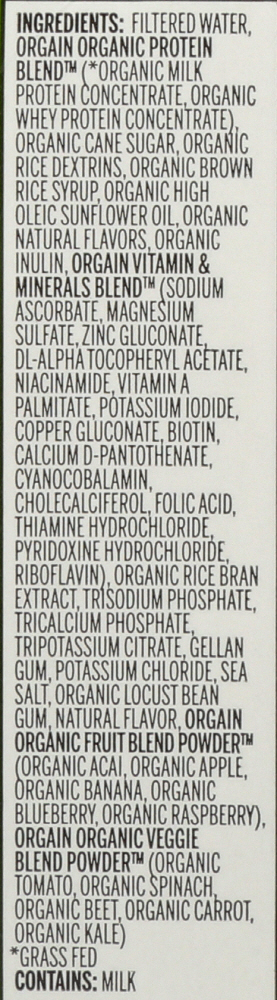 INGREDIENTS: FILTERED WATER,
ORGAIN ORGANIC PROTEIN
BLEND™ (*ORGANIC MILK
PROTEIN CONCENTRATE, ORGANIC
WHEY PROTEIN CONCENTRATE),
ORGANIC CANE SUGAR, ORGANIC
RICE DEXTRINS, ORGANIC BROWN
RICE SYRUP, ORGANIC HIGH
OLEIC SUNFLOWER OIL, ORGANIC
NATURAL FLAVORS, ORGANIC
INULIN, ORGAIN VITAMIN &
MINERALS BLEND™ (SODIUM
ASCORBATE, MAGNESIUM
SULFATE, ZINC GLUCONATE,
DL-ALPHA TOCOPHERYL ACETATE,
NIACINAMIDE, VITAMIN A
PALMITATE, POTASSIUM IODIDE,
COPPER GLUCONATE, BIOTIN,
CALCIUM D-PANTOTHENATE,
CYANOCOBALAMIN,
CHOLECALCIFEROL, FOLIC ACID,
THIAMINE HYDROCHLORIDE,
PYRIDOXINE HYDROCHLORIDE,
RIBOFLAVIN), ORGANIC RICE BRAN
EXTRACT, TRISODIUM PHOSPHATE,
TRICALCIUM PHOSPHATE,
TRIPOTASSIUM CITRATE, GELLAN
GUM, POTASSIUM CHLORIDE, SEA
SALT, ORGANIC LOCUST BEAN
GUM, NATURAL FLAVOR, ORGAIN
ORGANIC FRUIT BLEND POWDER™
(ORGANIC ACAI, ORGANIC APPLE,
ORGANIC BANANA, ORGANIC
BLUEBERRY, ORGANIC RASPBERRY),
ORGAIN ORGANIC VEGGIE
BLEND POWDER™ (ORGANIC
TOMATO, ORGANIC SPINACH,
ORGANIC BEET, ORGANIC CARROT,
ORGANIC KALE)
*GRASS FED
CONTAINS: MILK